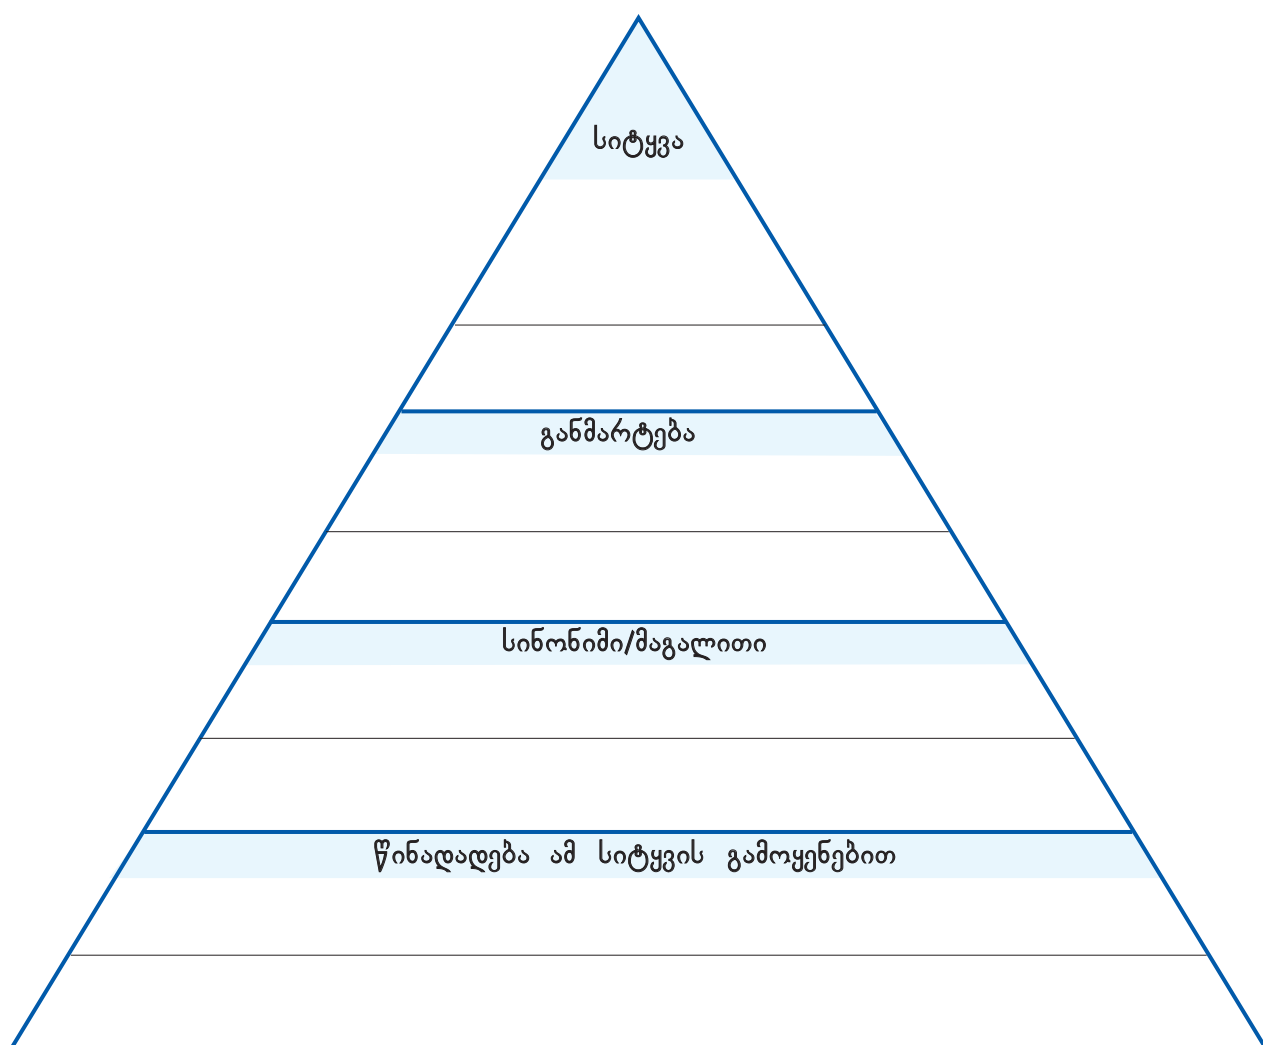 სიტყვა
განმარტება
სინონიმი/მაგალითი
წინადადება ამ სიტყვის გამოყენებით